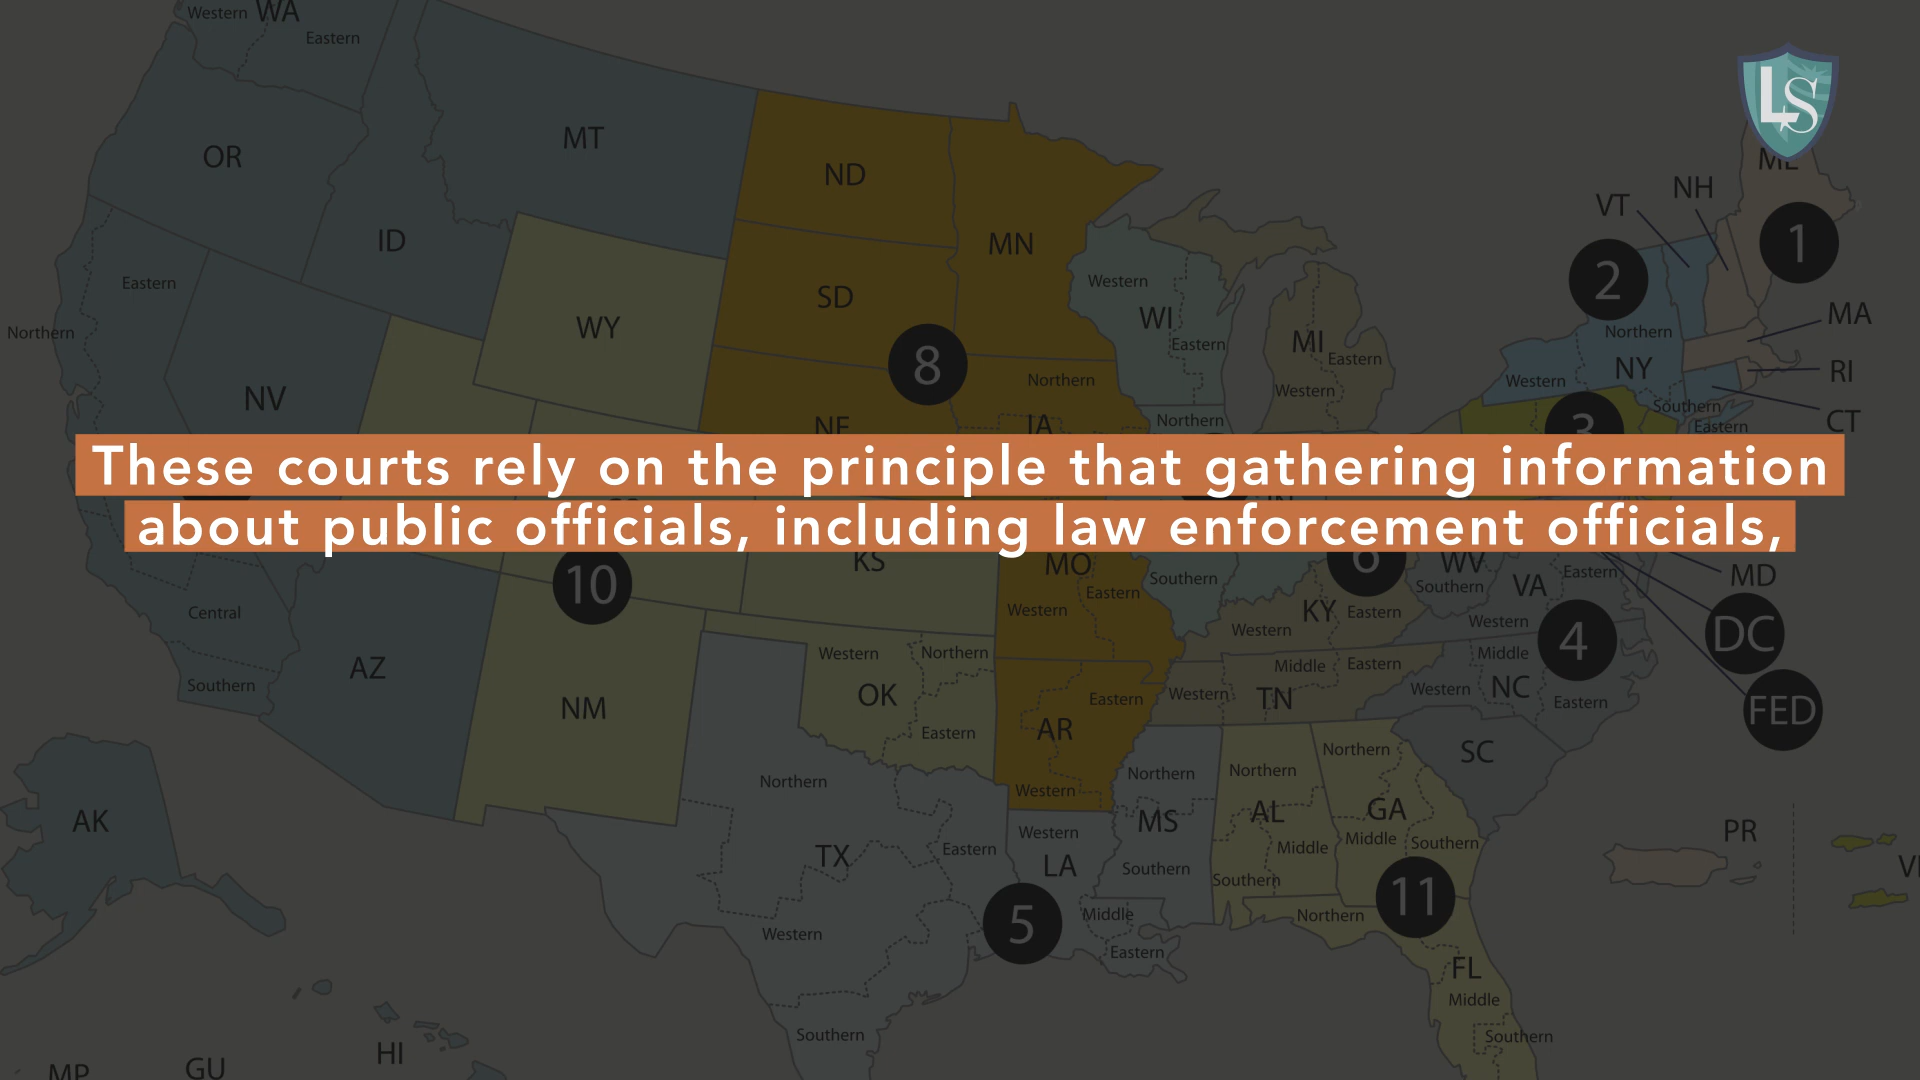 Western WA
Eastern
LS
OR
MT
ND
ME
NH
VT
ID
MN
1
2
Eastern
SD
Western
WI
MA
Northern
WY
Northern
MI
Eastern
Eastern
8
NY
RI
NV
Northern
Western
Western
Southern
CT
NE
IA
Northern
3
Eastern
These courts rely on the principle that gathering information
about public officials, including law enforcement officials,
10
KS
MO
6
WV
Eastern
MD
Southern
Southern
VA
Eastern
Central
Western
KY
Eastern
Western
4
DC
Western
AZ
Western
Northern
Middle
Eastern
Middle
Southern
OK
Eastern
Western
TN
Western
NC
Eastern
FED
NM
AR
Eastern
Northern
SC
Northern
Western
Northern
Northern
AK
TX
Eastern
Western
MS
AL
GA
PR
LA
Southern
Middle
Middle
Southern
VI
Southern
11
5
Middle
Northern
Western
Eastern
FL
Middle
Southern
Southern
HI
MP
GU